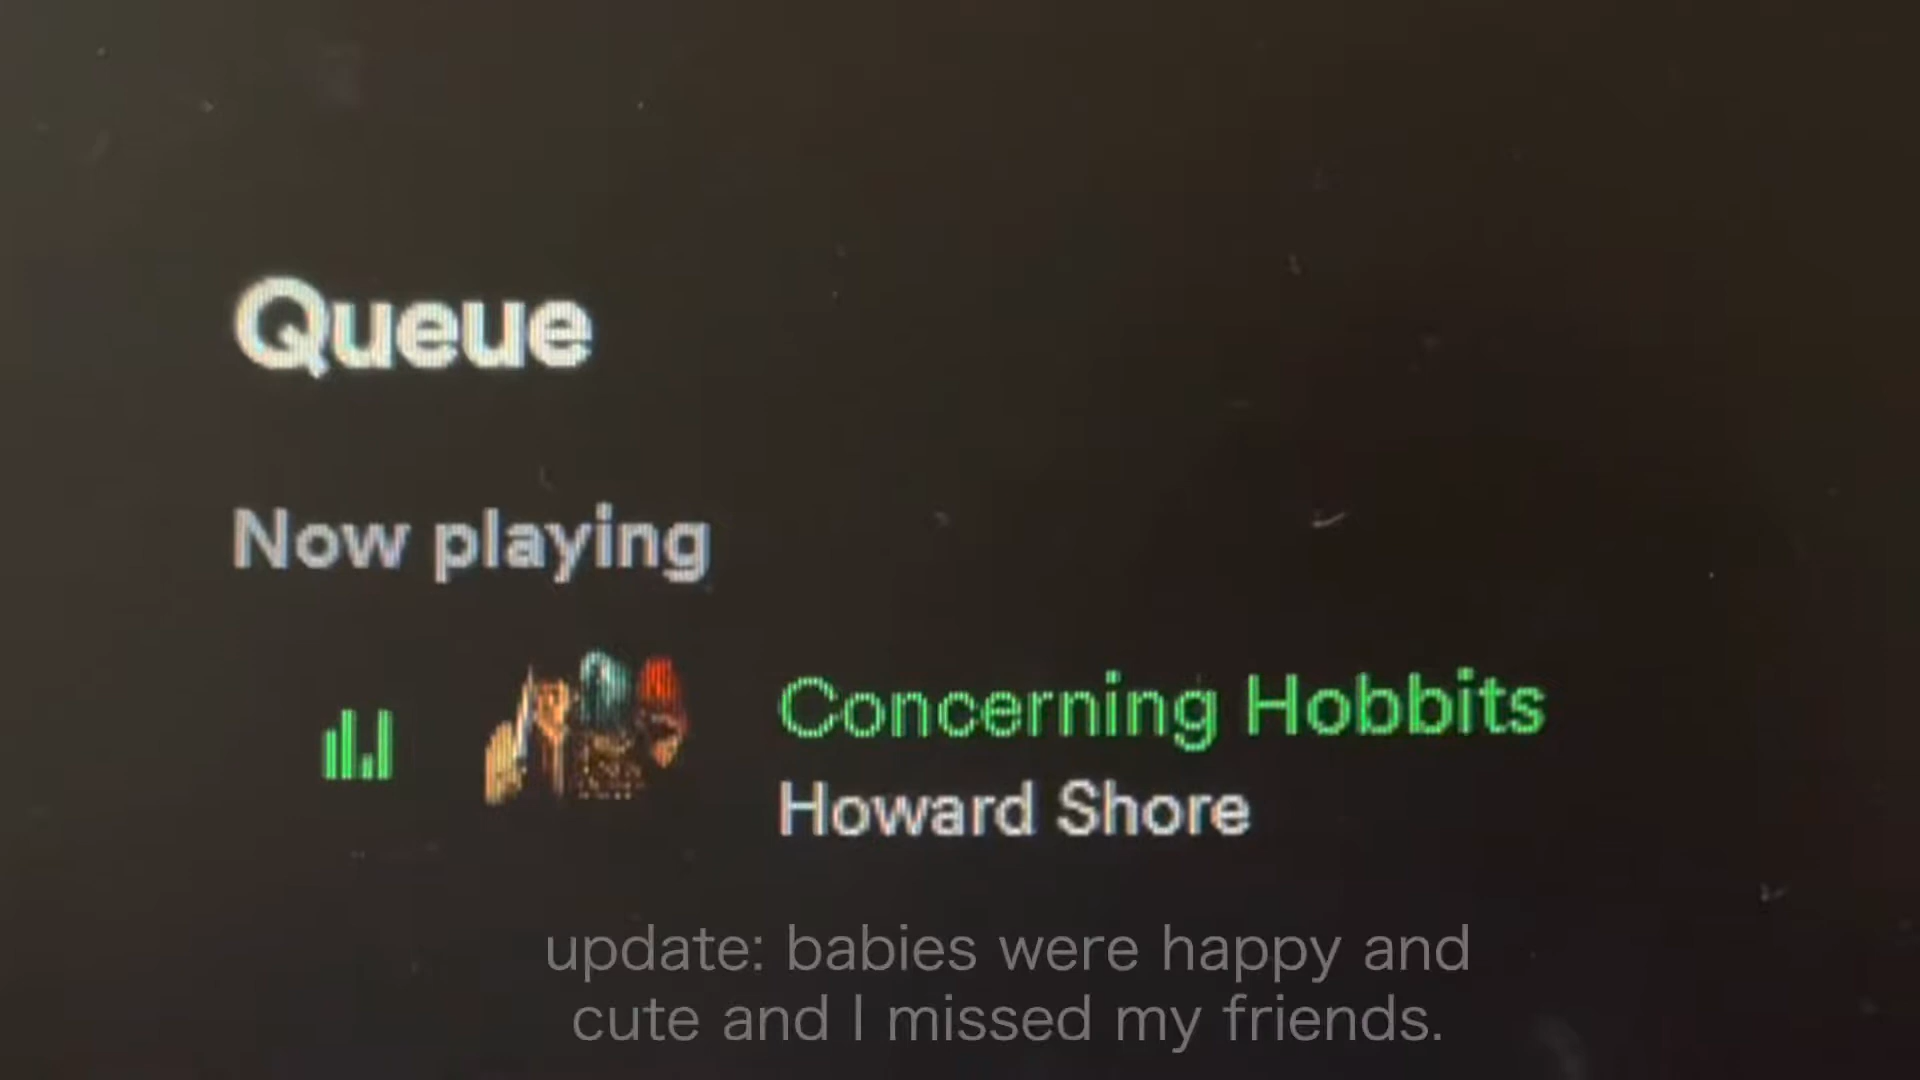 Queue
Now playing
Concerning Hobbits
Howard Shore
update: babies were happy and
cute and I missed my friends.